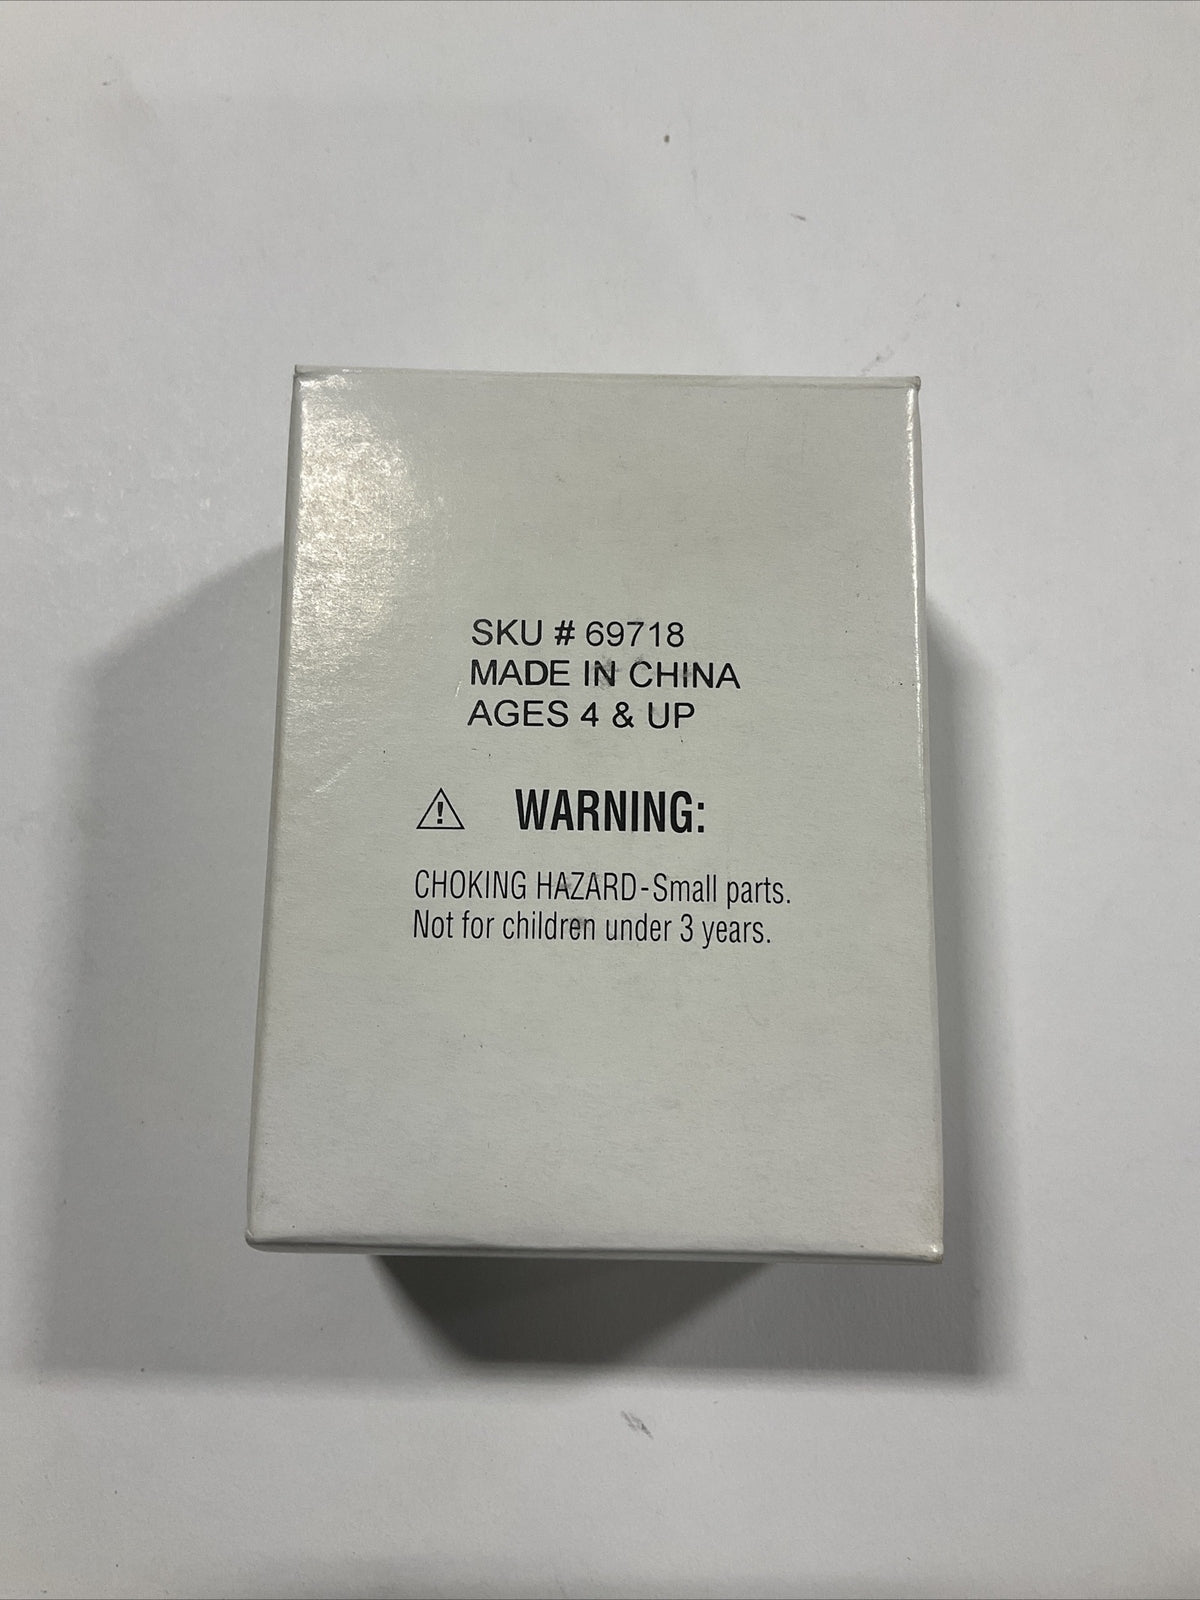 SKU # 69718
MADE IN CHINA
AGES 4 & UP
WARNING:
CHOKING HAZARD-Small parts.
Not for children under 3 years.